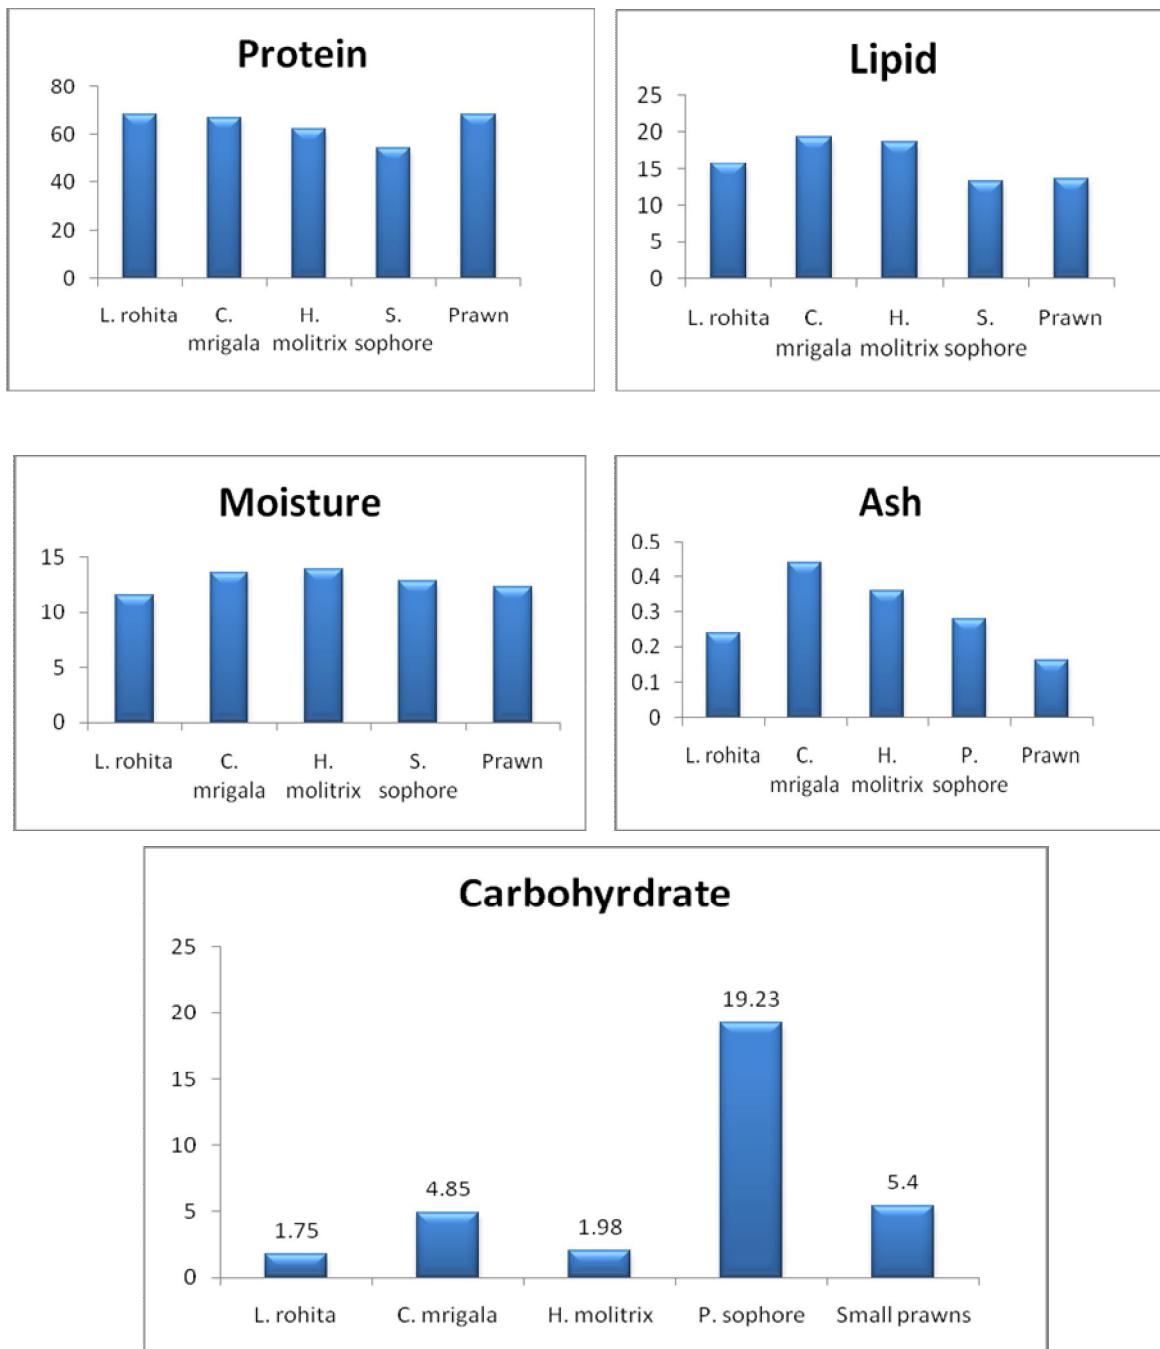 Protein
80
60
40
20
0
L. rohita C. H. S. Prawn
mrigala molitrix sophore
Lipid
25
20
15
10
5
0
L. rohita C. H. S. Prawn
mrigala molitrix sophore
Moisture
15
10
5
0
L. rohita C. H. S. Prawn
mrigala molitrix sophore
Ash
0.5
0.4
0.3
0.2
0.1
0
L. rohita C. H. P. Prawn
mrigala molitrix sophore
Carbohyrdrate
25
20
15
10
5
0
1.75 4.85 1.98 19.23 5.4
L. rohita C. mrigala H. molitrix P. sophore Small prawns